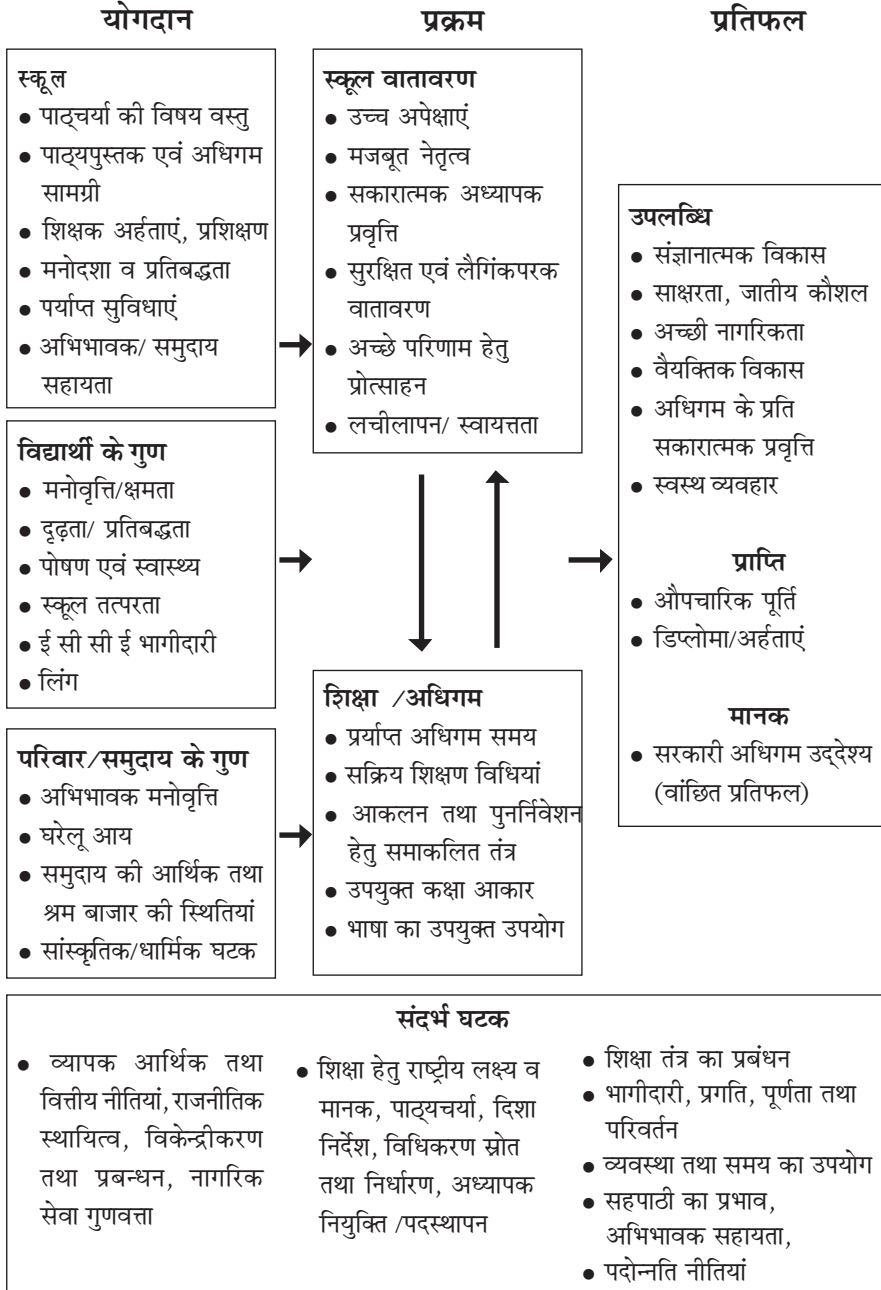 योगदान
प्रक्रम
प्रतिफल
स्कूल
● पाठ्चर्या की विषय वस्तु
● पाठ्यपुस्तक एवं अधिगम
सामग्री
● शिक्षक अर्हताएं, प्रशिक्षण
● मनोदशा व प्रतिबद्धता
● पर्याप्त सुविधाएं
● अभिभावक/ समुदाय
सहायता
विद्यार्थी के गुण
● मनोवृत्ति/क्षमता
● दृढ़ता/ प्रतिबद्धता
● पोषण एवं स्वास्थ्य
● स्कूल तत्परता
● ई सी सी ई भागीदारी
● लिंग
परिवार/समुदाय के गुण
● अभिभावक मनोवृत्ति
● घरेलू आय
● समुदाय की आर्थिक तथा
श्रम बाजार की स्थितियां
● सांस्कृतिक/धार्मिक घटक
स्कूल वातावरण
● उच्च अपेक्षाएं
● मजबूत नेतृत्व
● सकारात्मक अध्यापक
प्रवृत्ति
● सुरक्षित एवं लैगिंकपरक
वातावरण
● अच्छे परिणाम हेतु
प्रोत्साहन
● लचीलापन/ स्वायत्तता
शिक्षा /अधिगम
● प्रर्याप्त अधिगम समय
● सक्रिय शिक्षण विधियां
● आकलन तथा पुनर्निवेशन
हेतु समाकलित तंत्र
● उपयुक्त कक्षा आकार
● भाषा का उपयुक्त उपयोग
उपलब्धि
● संज्ञानात्मक विकास
● साक्षरता, जातीय कौशल
● अच्छी नागरिकता
● वैयक्तिक विकास
● अधिगम के प्रति
सकारात्मक प्रवृत्ति
● स्वस्थ व्यवहार
प्राप्ति
● औपचारिक पूर्ति
● डिप्लोमा/अर्हताएं
मानक
● सरकारी अधिगम उद्देश्य
(वांछित प्रतिफल)
संदर्भ घटक
● व्यापक आर्थिक तथा
वित्तीय नीतियां, राजनीतिक
स्थायित्व, विकेन्द्रीकरण
तथा प्रबन्धन, नागरिक
सेवा गुणवत्ता
● शिक्षा हेतु राष्ट्रीय लक्ष्य व
मानक, पाठ्यचर्या, दिशा
निर्देश, विधिकरण स्रोत
तथा निर्धारण, अध्यापक
नियुक्ति /पदस्थापन
● शिक्षा तंत्र का प्रबंधन
● भागीदारी, प्रगति, पूर्णता तथा
परिवर्तन
● व्यवस्था तथा समय का उपयोग
● सहपाठी का प्रभाव,
अभिभावक सहायता,
● पदोन्नति नीतियां